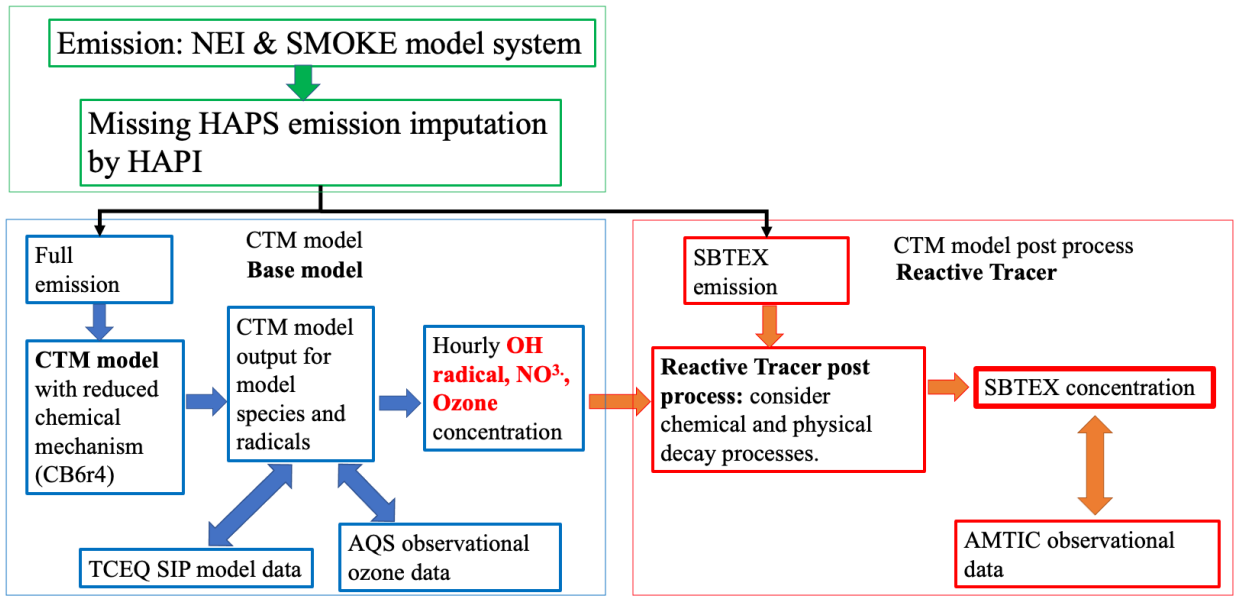 Emission: NEI & SMOKE model system
Missing HAPS emission imputation
by HAPI
CTM model
Base model
Full
emission
CTM model
with reduced
chemical
mechanism
(CB6r4)
CTM model
output for
model
species and
radicals
Hourly OH
radical, NO³·,
Ozone
concentration
TCEQ SIP model data
AQS observational
ozone data
CTM model post process
Reactive Tracer
SBTEX
emission
Reactive Tracer post
process: consider
chemical and physical
decay processes.
SBTEX concentration
AMTIC observational
data